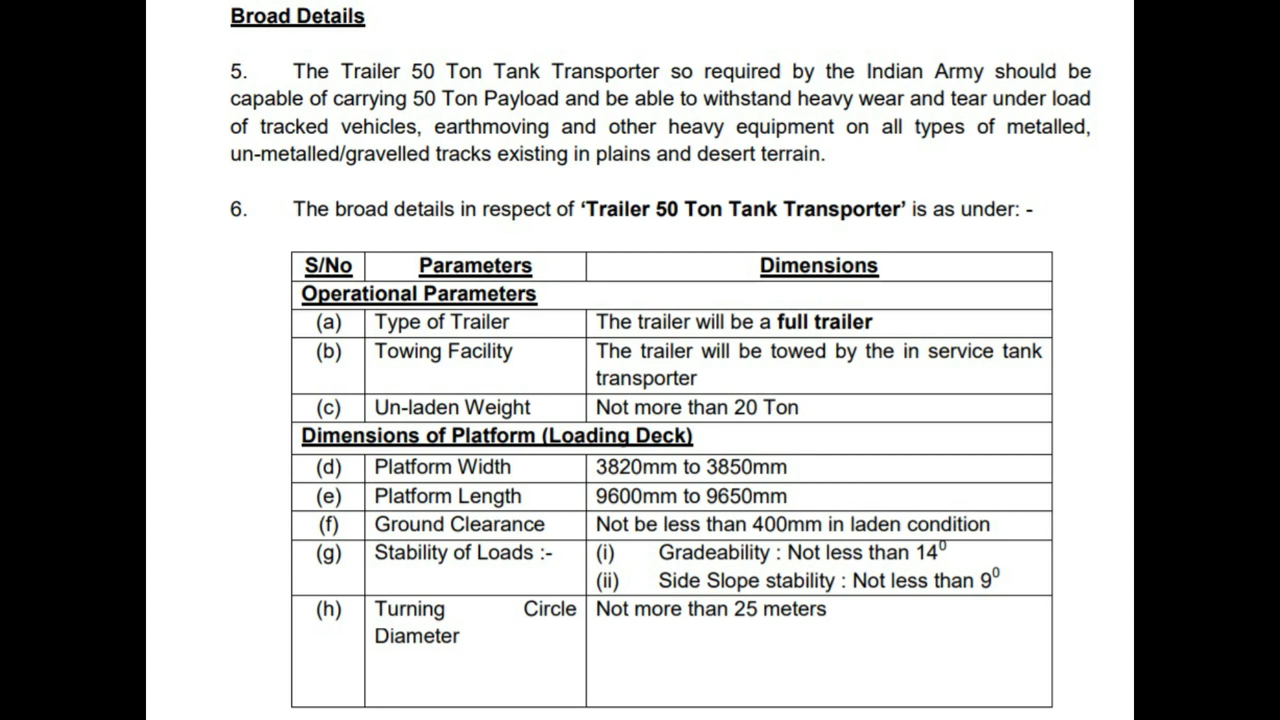 Broad Details
5. The Trailer 50 Ton Tank Transporter so required by the Indian Army should be
capable of carrying 50 Ton Payload and be able to withstand heavy wear and tear under load
of tracked vehicles, earthmoving and other heavy equipment on all types of metalled,
un-metalled/gravelled tracks existing in plains and desert terrain.
6. The broad details in respect of ‘Trailer 50 Ton Tank Transporter’ is as under: -
S/No Parameters Dimensions
Operational Parameters
(a) Type of Trailer The trailer will be a full trailer
(b) Towing Facility The trailer will be towed by the in service tank
transporter
(c) Un-laden Weight Not more than 20 Ton
Dimensions of Platform (Loading Deck)
(d) Platform Width 3820mm to 3850mm
(e) Platform Length 9600mm to 9650mm
(f) Ground Clearance Not be less than 400mm in laden condition
(g) Stability of Loads :- (i) Gradeability : Not less than 14⁰
(ii) Side Slope stability : Not less than 9⁰
(h) Turning Circle Not more than 25 meters
Diameter